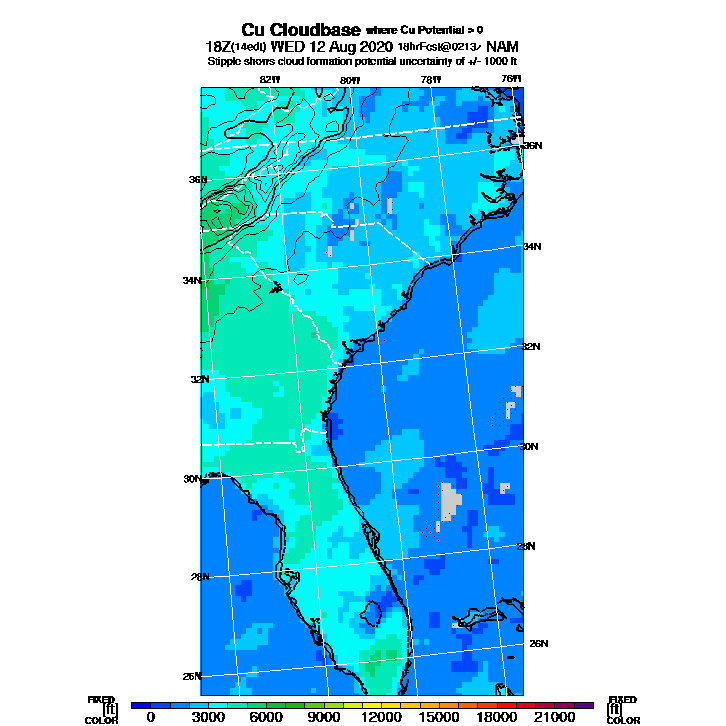 Cu Cloudbase where Cu Potential > 0
18Z(14edt) WED 12 Aug 2020 18hrFcst@0213z NAM
Stipple shows cloud formation potential uncertainty of +/- 1000 ft
82W 80W 78W 76W
36N
36N
34N
34N
32N
32N
30N
30N
28N
28N
26N
26N
FIXED [ft] COLOR
0 3000 6000 9000 12000 15000 18000 21000
FIXED [ft] COLOR